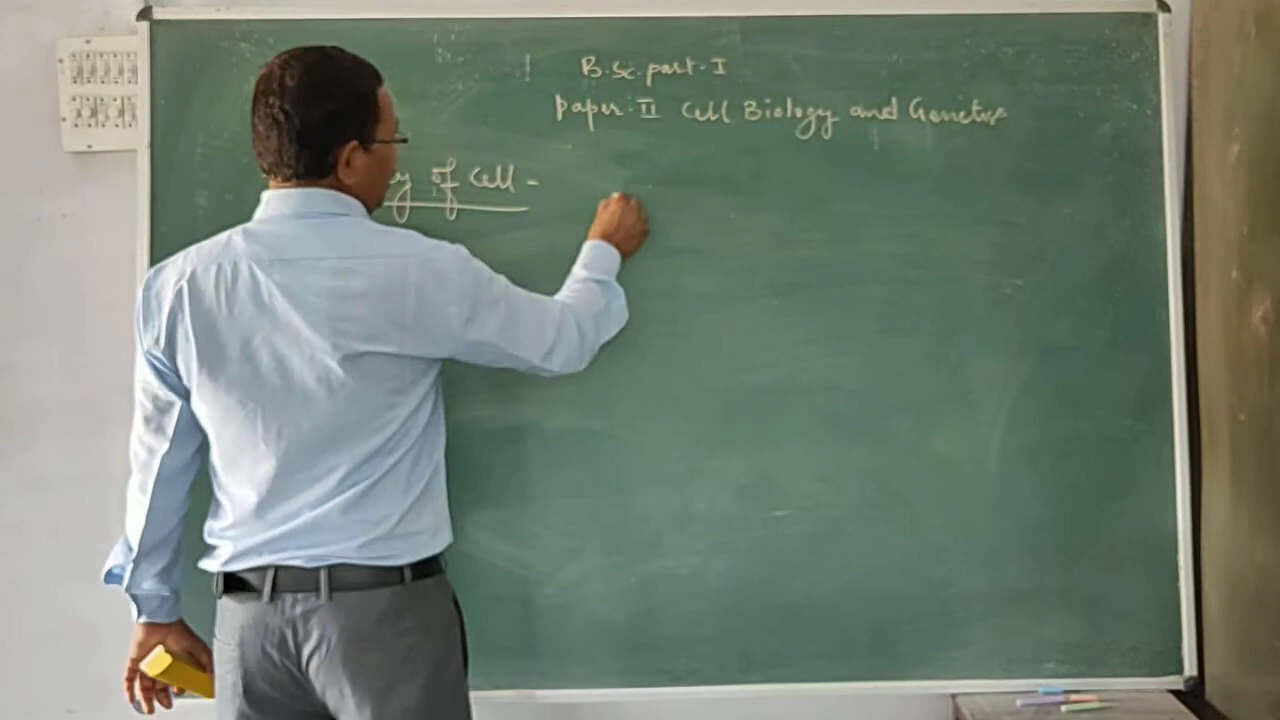 B.Sc. part-I
paper-II Cell Biology and Genetics
of Cell -